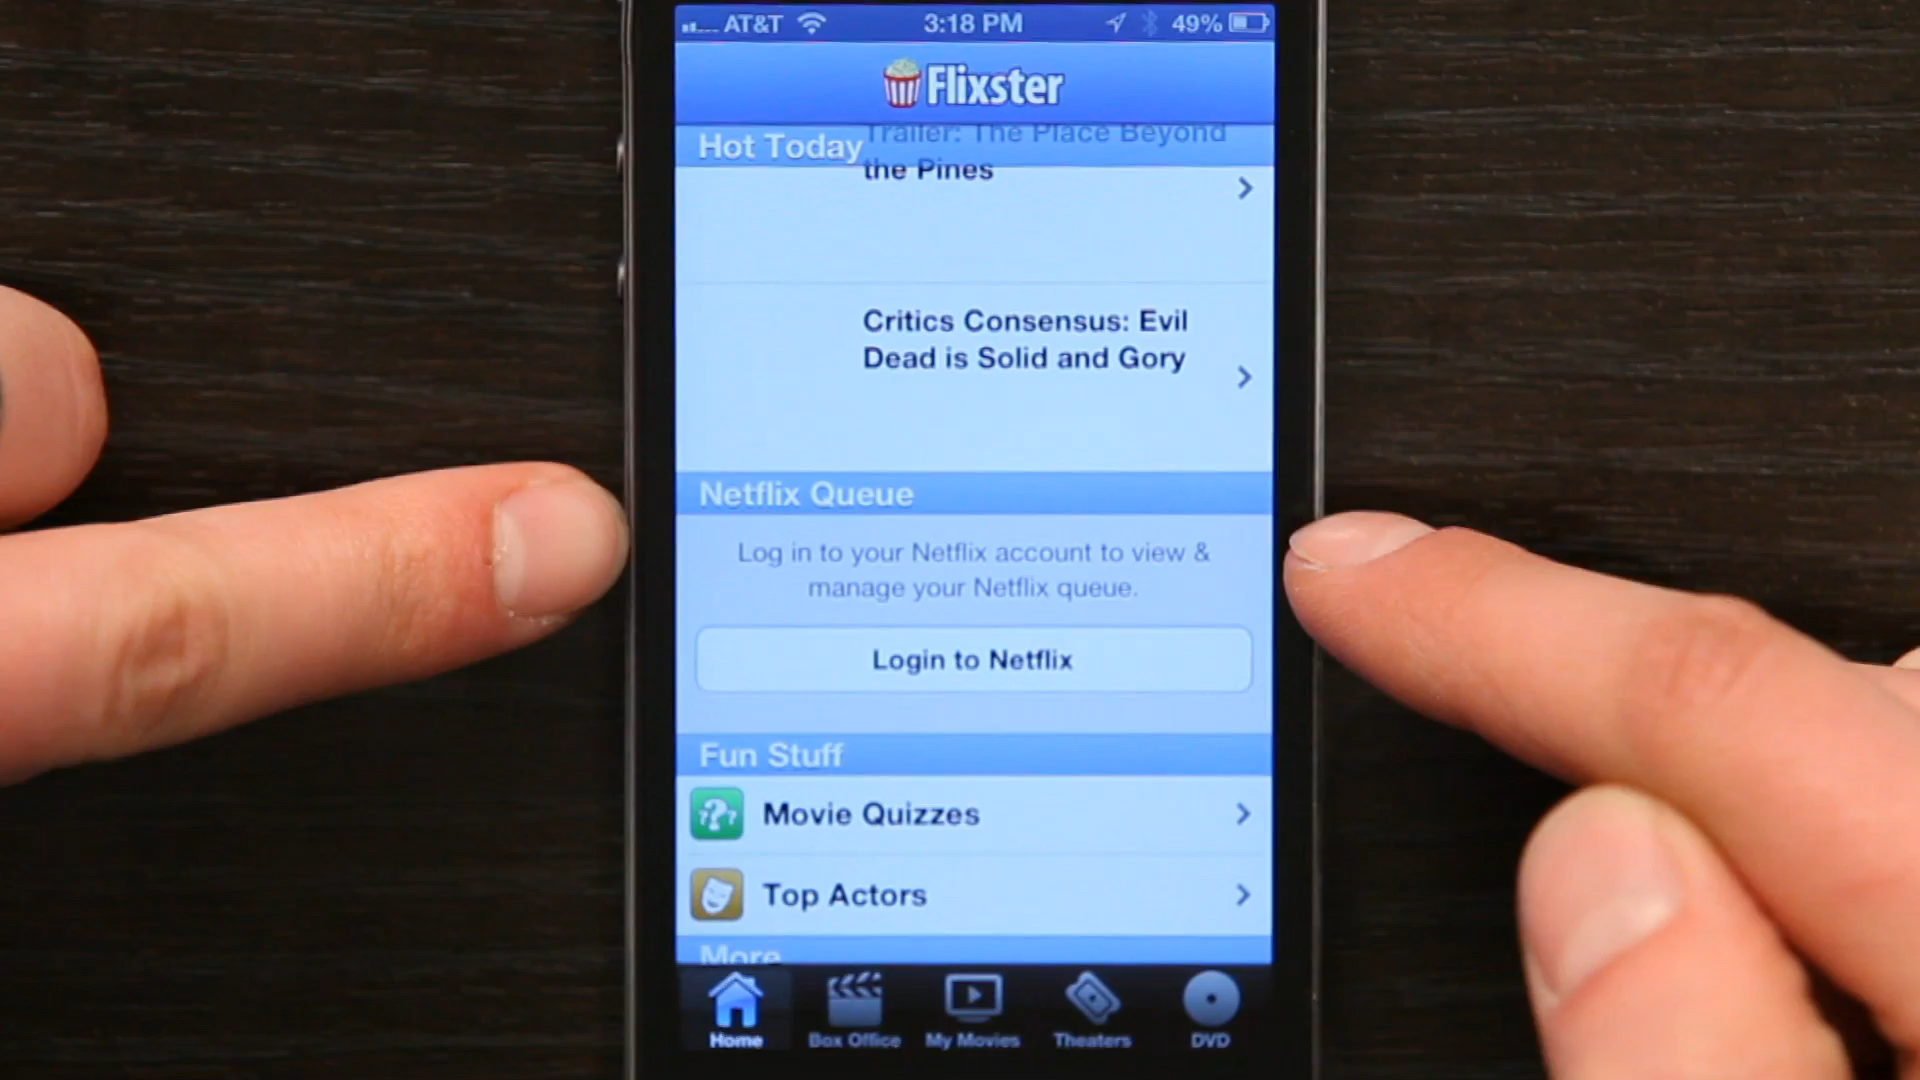 AT&T 3:18 PM 49%
Flixster
Hot Today
Trailer: The Place Beyond
the Pines
Critics Consensus: Evil
Dead is Solid and Gory
Netflix Queue
Log in to your Netflix account to view &
manage your Netflix queue.
Login to Netflix
Fun Stuff
Movie Quizzes
Top Actors
More
Home Box Office My Movies Theaters DVD